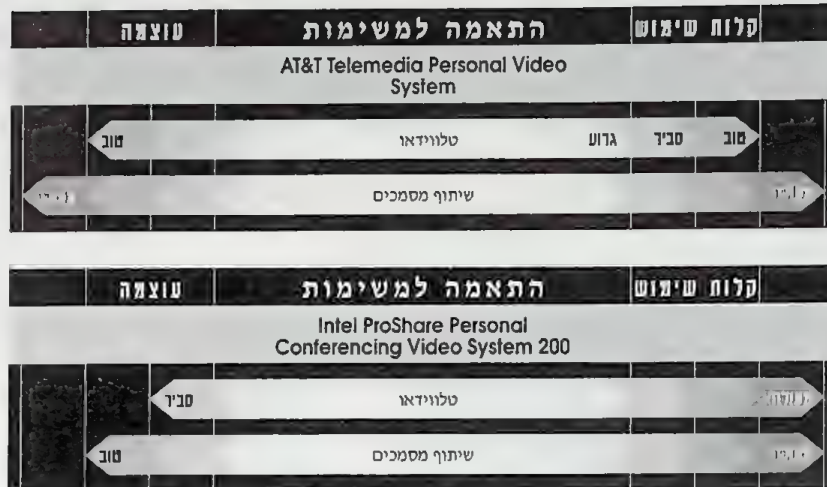 קלות שימוש התאמה למשימות עוצמה
AT&T Telemedia Personal Video
System
טוב סביר גרוע טלווידאו טוב
שיתוף מסמכים
קלות שימוש התאמה למשימות עוצמה
Intel ProShare Personal
Conferencing Video System 200
טלווידאו סביר
שיתוף מסמכים טוב